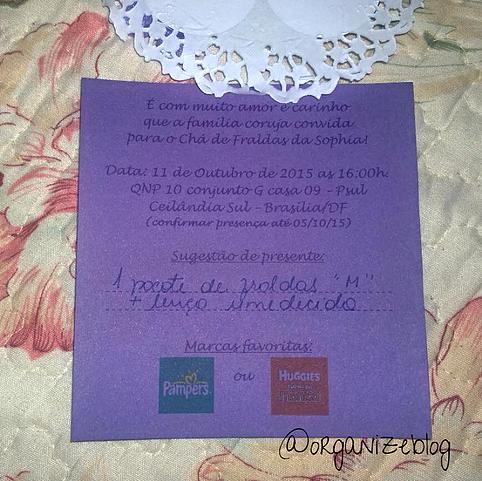 É com muito amor e carinho
que a família coruja convida
para o Chá de Fraldas da Sophia!
Data: 11 de Outubro de 2015 as 16:00h.
QNP 10 conjunto G casa 09 - Psul
Ceilândia Sul - Brasília/DF
(confirmar presença até 05/10/15)
Sugestão de presente:
1 pacote de fraldas "M"
+ lenço umedecido
Marcas favoritas:
Pampers
ou
HUGGIES
@ORGANIZEblog